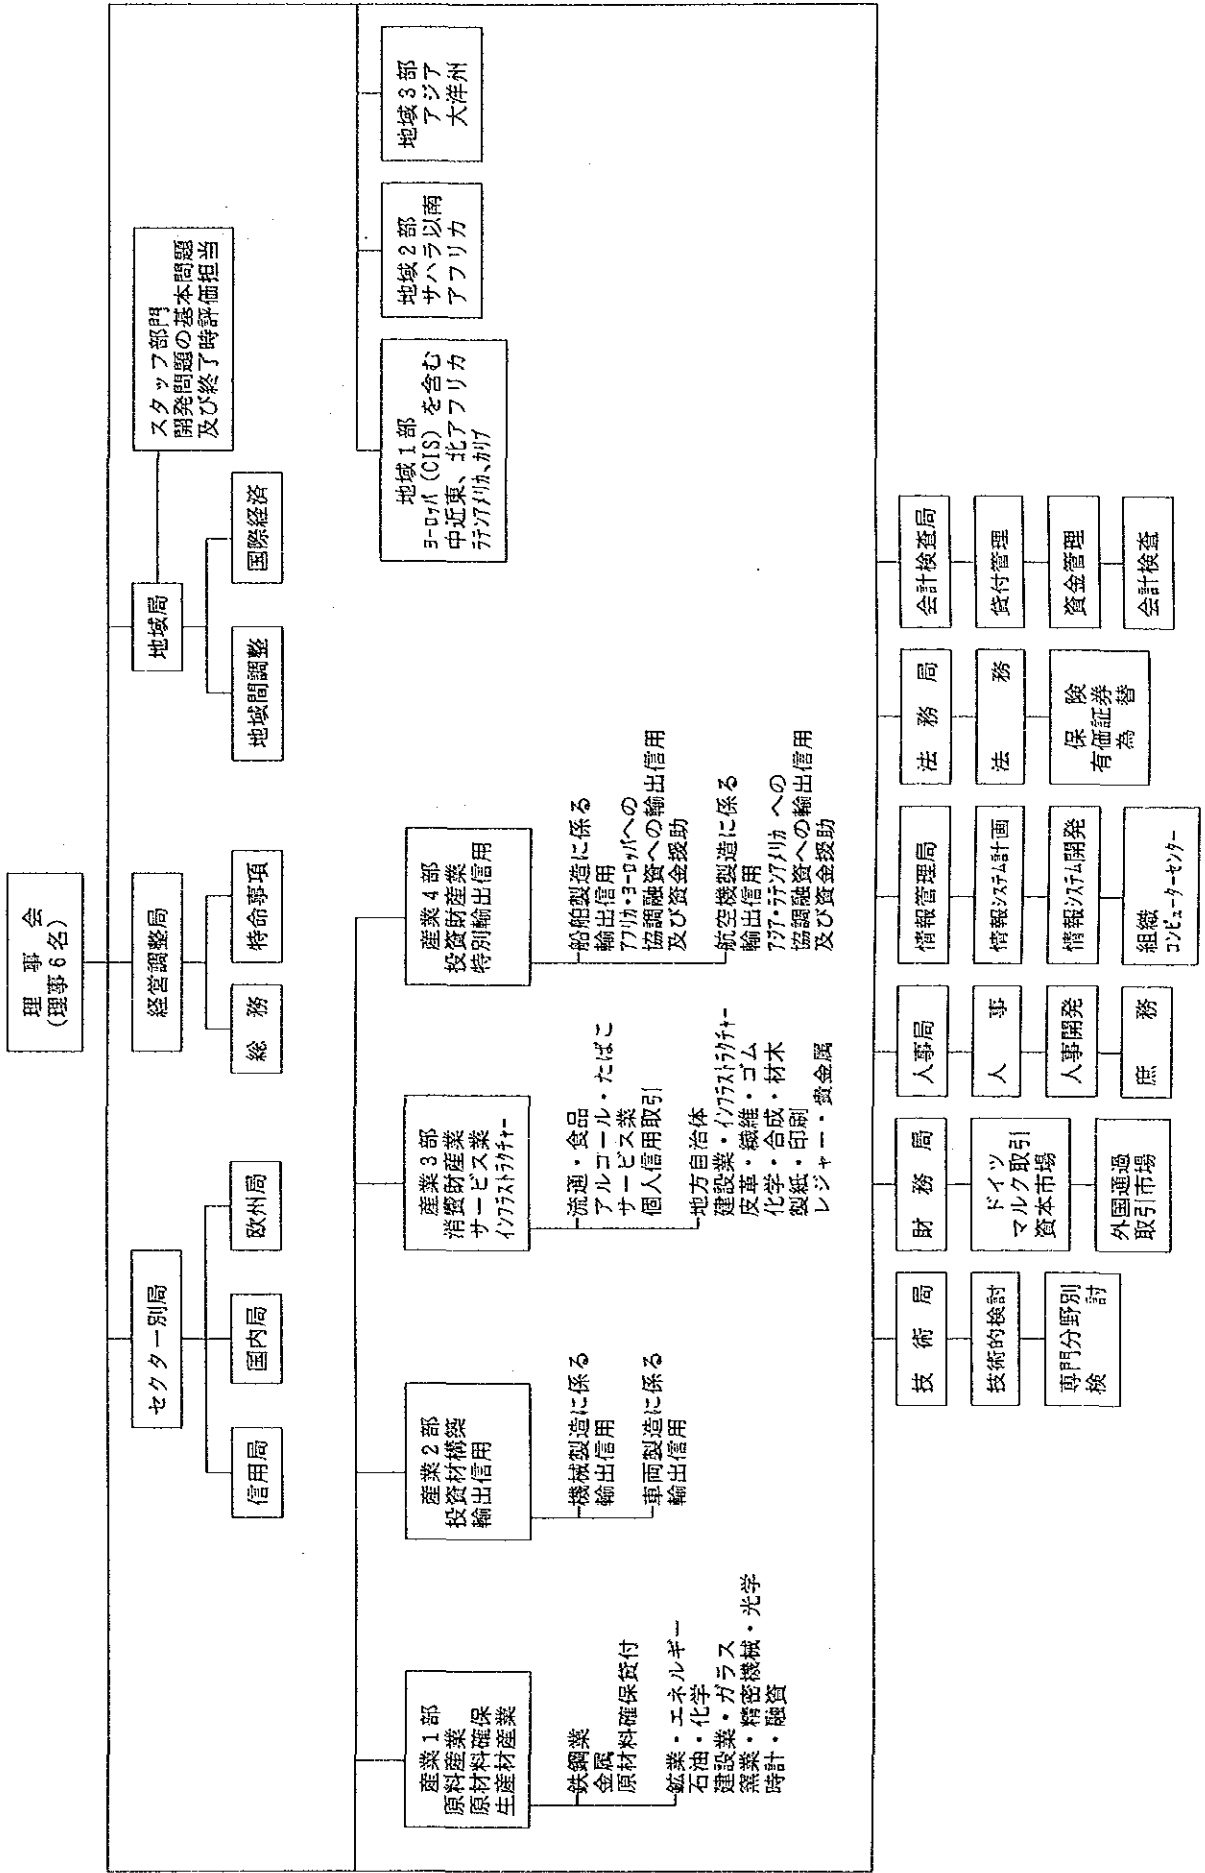 理事会
(理事6名)
セクター別局
経営調整局
地域局
スタッフ部門
開発問題の基本問題
及び終了時評価担当
信用局
国内局
欧州局
総務
特命事項
地域間調整
国際経済
産業1部
原料産業
原材料確保
生産材産業
鉄鋼業
金属
原材料確保貸付
鉱業・エネルギー
石油・化学
建設業・ガラス
窯業・精密機械・光学
時計・融資
産業2部
投資材構築
輸出信用
機械製造に係る
輸出信用
車両製造に係る
輸出信用
産業3部
消費財産業
サービス業
インフラストラクチャー
流通・食品
アルコール・たばこ
サービス業
個人信用取引
地方自治体
建設業・インフラストラクチャー
皮革・繊維・ゴム
化学・合成・材木
製紙・印刷
レジャー・貴金属
産業4部
投資財産業
特別輸出信用
船舶製造に係る
輸出信用
アフリカ・ヨーロッパへの
協調融資への輸出信用
及び資金援助
航空機製造に係る
輸出信用
アジア・ラテンアメリカ への
協調融資への輸出信用
及び資金援助
地域1部
ヨーロッパ (CIS) を含む
中近東、北アフリカ
ラテンアメリカ、カリブ
地域2部
サハラ以南
アフリカ
地域3部
アジア
大洋州
技術局
技術的検討
専門分野別
検討
財務局
ドイツ
マルク取引
資本市場
外国通過
取引市場
人事局
人事
人事開発
庶務
情報管理局
情報システム計画
情報システム開発
組織
コンピューターセンター
法務局
法務
保険
有価証券
為替
会計検査局
貸付管理
資金管理
会計検査